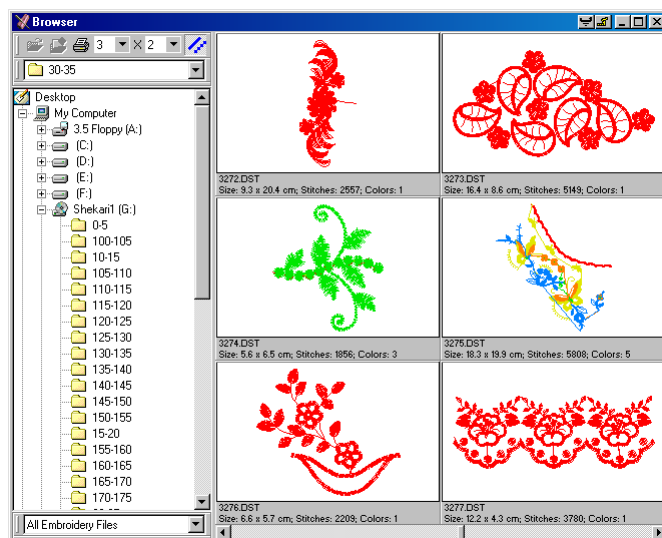 Browser
3 × 2
30-35
Desktop
My Computer
3.5 Floppy (A:)
(C:)
(D:)
(E:)
(F:)
Shekari1 (G:)
0-5
100-105
10-15
105-110
110-115
115-120
120-125
125-130
130-135
135-140
140-145
145-150
150-155
15-20
155-160
160-165
165-170
170-175
All Embroidery Files
3272.DST
Size: 9.3 x 20.4 cm; Stitches: 2557; Colors: 1
3273.DST
Size: 16.4 x 8.6 cm; Stitches: 5149; Colors: 1
3274.DST
Size: 5.6 x 6.5 cm; Stitches: 1856; Colors: 3
3275.DST
Size: 18.3 x 19.9 cm; Stitches: 5808; Colors: 5
3276.DST
Size: 6.6 x 5.7 cm; Stitches: 2209; Colors: 1
3277.DST
Size: 12.2 x 4.3 cm; Stitches: 3780; Colors: 1